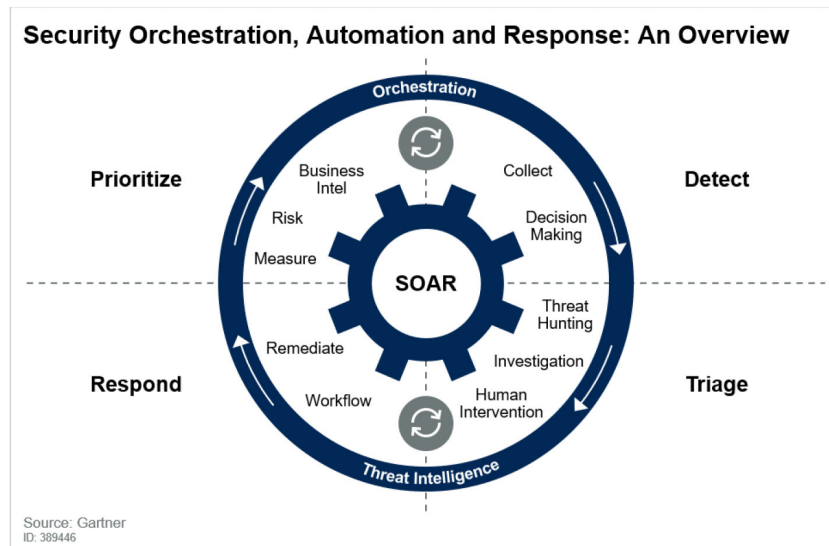 Security Orchestration, Automation and Response: An Overview
Orchestration
Prioritize
Detect
Business
Intel
Collect
Risk
Decision
Making
Measure
SOAR
Threat
Hunting
Remediate
Investigation
Respond
Triage
Workflow
Human
Intervention
Threat Intelligence
Source: Gartner
ID: 389446